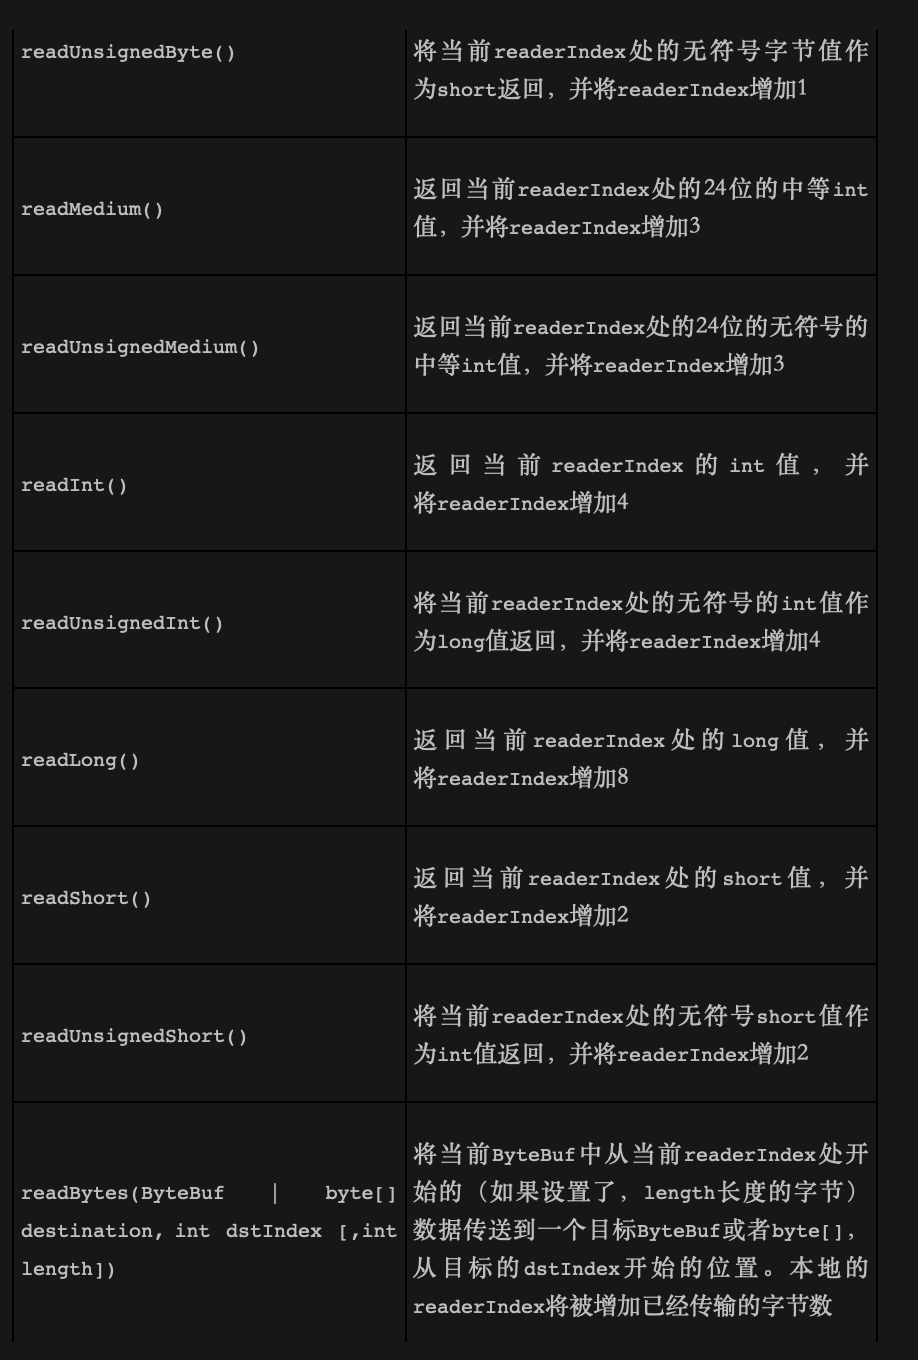 readUnsignedByte()
将当前readerIndex处的无符号字节值作
为short返回，并将readerIndex增加1
readMedium()
返回当前readerIndex处的24位的中等int
值，并将readerIndex增加3
readUnsignedMedium()
返回当前readerIndex处的24位的无符号的
中等int值，并将readerIndex增加3
readInt()
返回当前readerIndex的int值，并
将readerIndex增加4
readUnsignedInt()
将当前readerIndex处的无符号的int值作
为long值返回，并将readerIndex增加4
readLong()
返回当前readerIndex处的long值，并
将readerIndex增加8
readShort()
返回当前readerIndex处的short值，并
将readerIndex增加2
readUnsignedShort()
将当前readerIndex处的无符号short值作
为int值返回，并将readerIndex增加2
readBytes(ByteBuf | byte[]
destination, int dstIndex [,int
length])
将当前ByteBuf中从当前readerIndex处开
始的（如果设置了，length长度的字节）
数据传送到一个目标ByteBuf或者byte[]，
从目标的dstIndex开始的位置。本地的
readerIndex将被增加已经传输的字节数